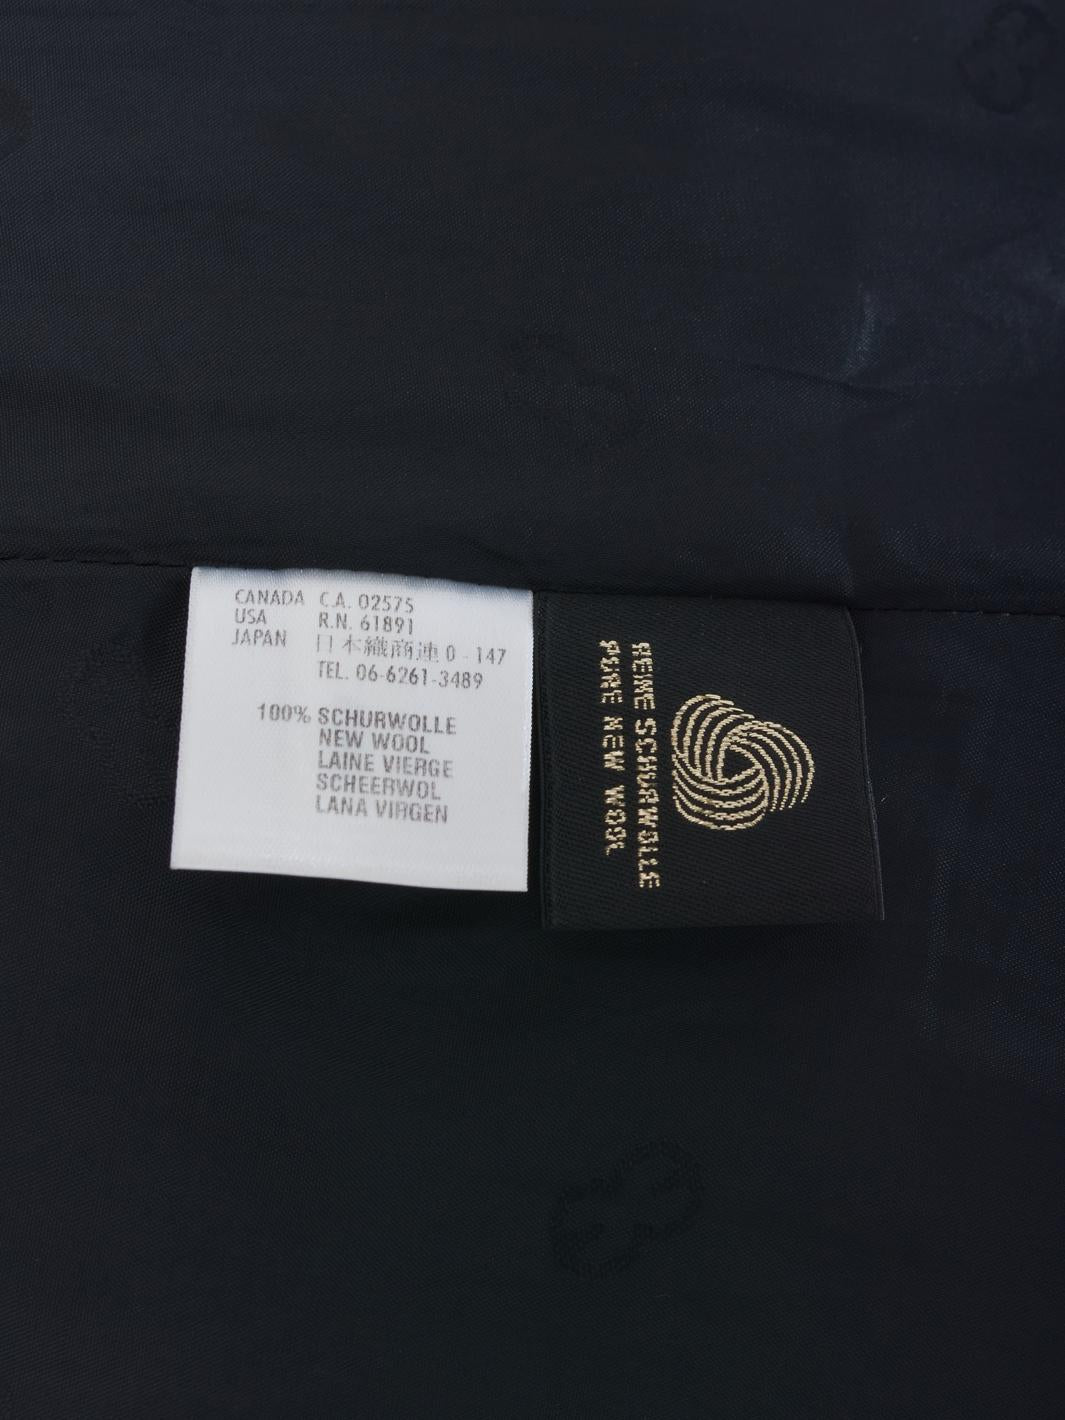 CANADA C.A. 02575
USA R.N. 61891
JAPAN 日本織商連 0 - 147
TEL. 06-6261-3489
100% SCHURWOLLE
NEW WOOL
LAINE VIERGE
SCHEERWOL
LANA VIRGEN
REINE SCHURWOLLE
PURE NEW WOOL